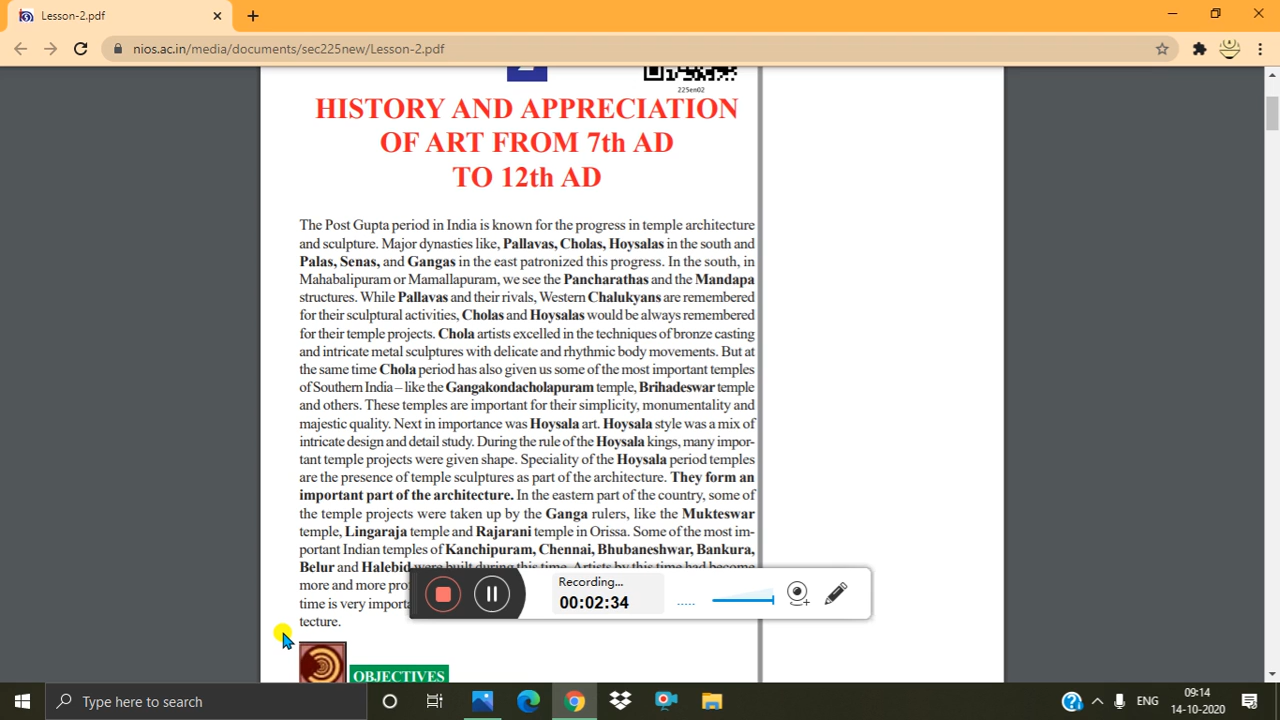 Lesson-2.pdf
nios.ac.in/media/documents/sec225new/Lesson-2.pdf
225en02
HISTORY AND APPRECIATION
OF ART FROM 7th AD
TO 12th AD
The Post Gupta period in India is known for the progress in temple architecture
and sculpture. Major dynasties like, Pallavas, Cholas, Hoysalas in the south and
Palas, Senas, and Gangas in the east patronized this progress. In the south, in
Mahabalipuram or Mamallapuram, we see the Pancharathas and the Mandapa
structures. While Pallavas and their rivals, Western Chalukyans are remembered
for their sculptural activities, Cholas and Hoysalas would be always remembered
for their temple projects. Chola artists excelled in the techniques of bronze casting
and intricate metal sculptures with delicate and rhythmic body movements. But at
the same time Chola period has also given us some of the most important temples
of Southern India – like the Gangakondacholapuram temple, Brihadeswar temple
and others. These temples are important for their simplicity, monumentality and
majestic quality. Next in importance was Hoysala art. Hoysala style was a mix of
intricate design and detail study. During the rule of the Hoysala kings, many impor-
tant temple projects were given shape. Speciality of the Hoysala period temples
are the presence of temple sculptures as part of the architecture. They form an
important part of the architecture. In the eastern part of the country, some of
the temple projects were taken up by the Ganga rulers, like the Mukteswar
temple, Lingaraja temple and Rajarani temple in Orissa. Some of the most im-
portant Indian temples of Kanchipuram, Chennai, Bhubaneshwar, Bankura,
Belur and Halebid were built during this time. Artists by this time had become
more and more
time is very
tecture.
Recording...
00:02:34
OBJECTIVES
Type here to search
ENG
09:14
14-10-2020